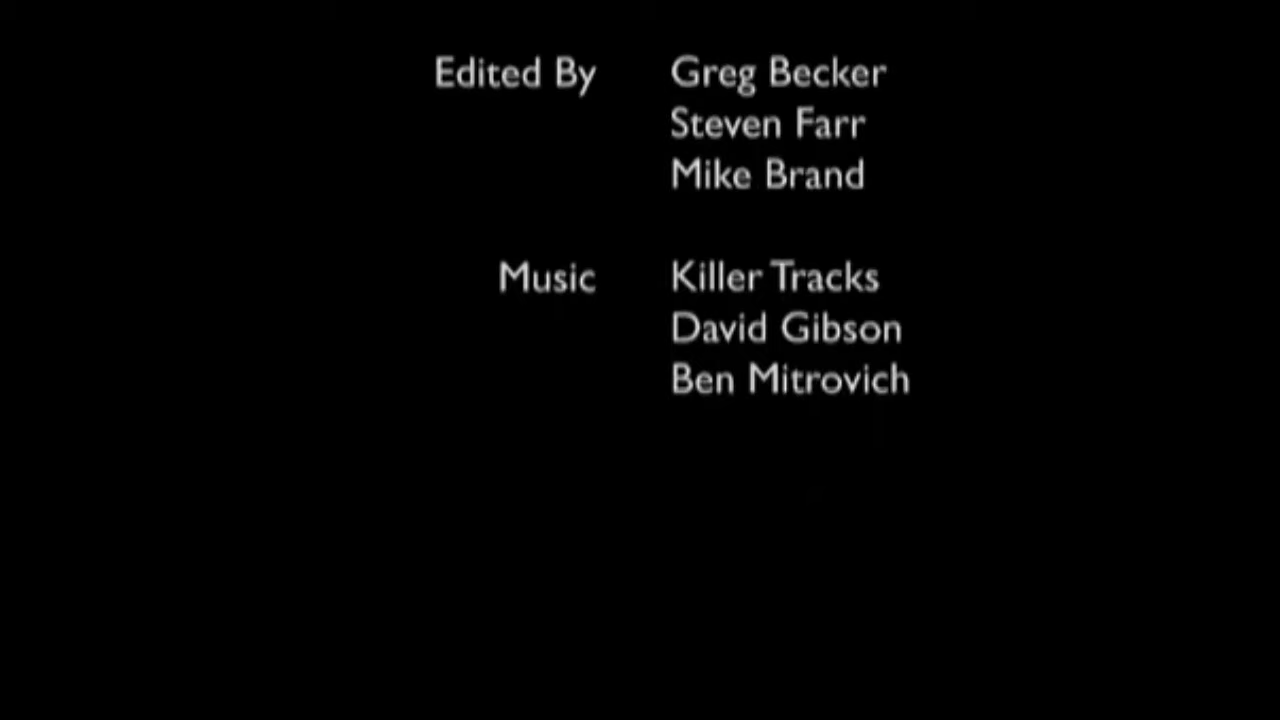 Edited By Greg Becker
Steven Farr
Mike Brand
Music Killer Tracks
David Gibson
Ben Mitrovich